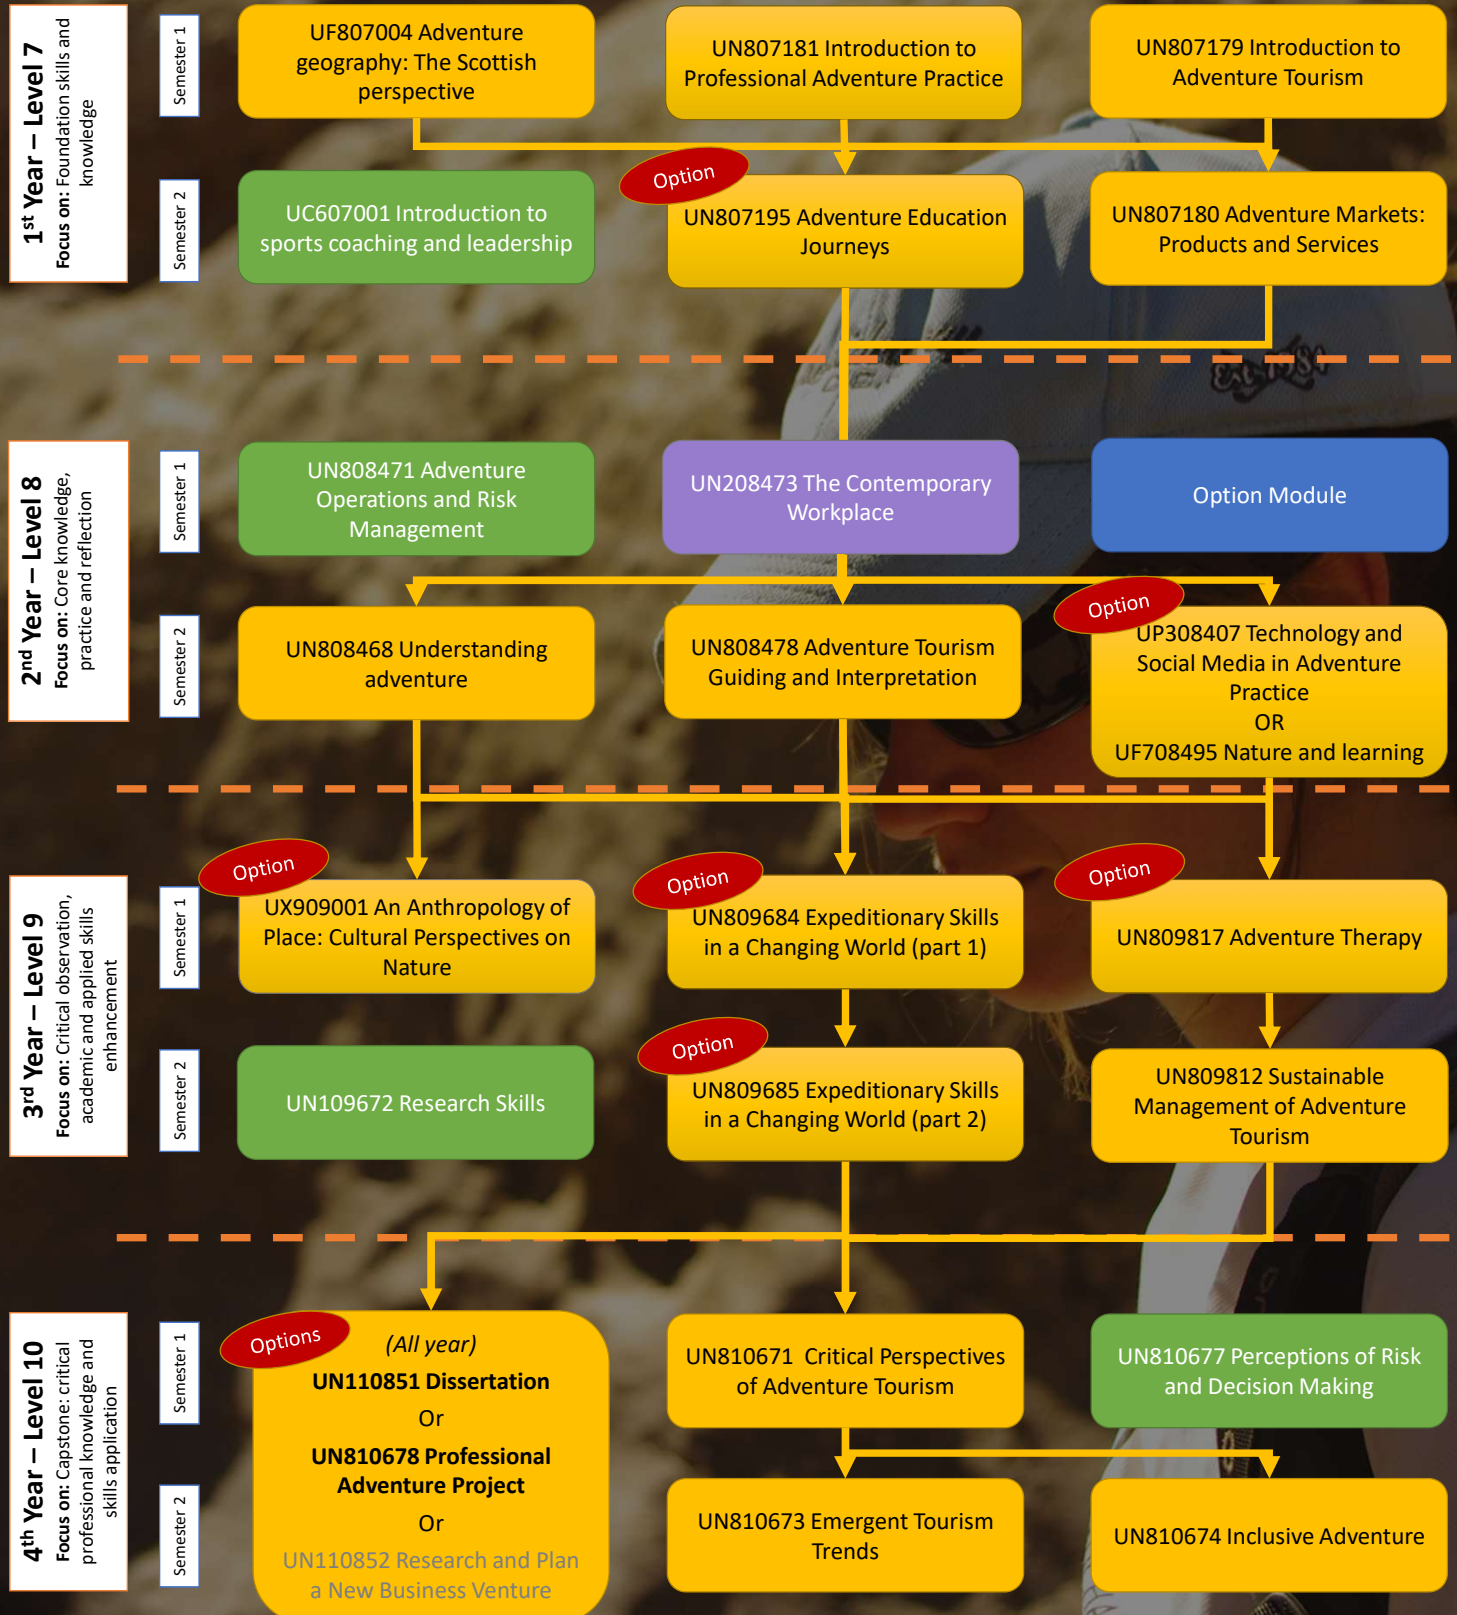 1st Year – Level 7
Focus on: Foundation skills and
knowledge
Semester 1
UF807004 Adventure
geography: The Scottish
perspective
UN807181 Introduction to
Professional Adventure Practice
UN807179 Introduction to
Adventure Tourism
Semester 2
UC607001 Introduction to
sports coaching and leadership
Option
UN807195 Adventure Education
Journeys
UN807180 Adventure Markets:
Products and Services
Est 1984
2nd Year – Level 8
Focus on: Core knowledge,
practice and reflection
Semester 1
UN808471 Adventure
Operations and Risk
Management
UN208473 The Contemporary
Workplace
Option Module
Semester 2
UN808468 Understanding
adventure
UN808478 Adventure Tourism
Guiding and Interpretation
Option
UP308407 Technology and
Social Media in Adventure
Practice
OR
UF708495 Nature and learning
3rd Year – Level 9
Focus on: Critical observation,
academic and applied skills
enhancement
Semester 1
Option
UX909001 An Anthropology of
Place: Cultural Perspectives on
Nature
Option
UN809684 Expeditionary Skills
in a Changing World (part 1)
Option
UN809817 Adventure Therapy
Semester 2
UN109672 Research Skills
Option
UN809685 Expeditionary Skills
in a Changing World (part 2)
UN809812 Sustainable
Management of Adventure
Tourism
4th Year – Level 10
Focus on: Capstone: critical
professional knowledge and
skills application
Semester 1
Semester 2
Options
(All year)
UN110851 Dissertation
Or
UN810678 Professional
Adventure Project
Or
UN110852 Research and Plan
a New Business Venture
UN810671 Critical Perspectives
of Adventure Tourism
UN810677 Perceptions of Risk
and Decision Making
UN810673 Emergent Tourism
Trends
UN810674 Inclusive Adventure